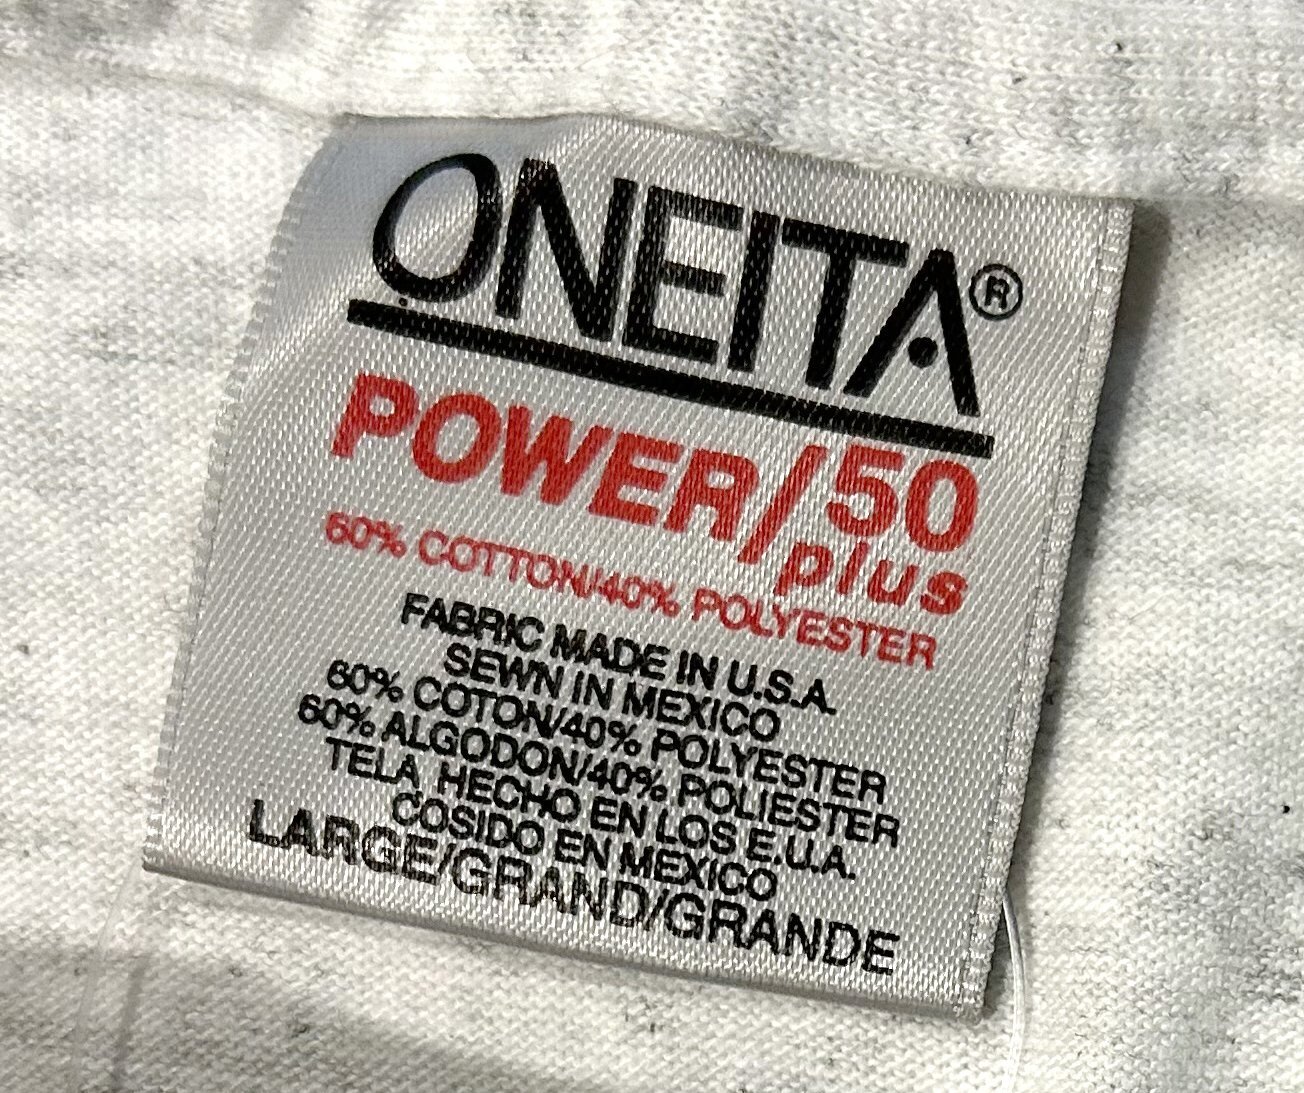 ONEITA®
POWER/50
plus
60% COTTON/40% POLYESTER
FABRIC MADE IN U.S.A.
SEWN IN MEXICO
60% COTON/40% POLYESTER
60% ALGODON/40% POLIESTER
TELA HECHO EN LOS E.U.A.
COSIDO EN MEXICO
LARGE/GRAND/GRANDE